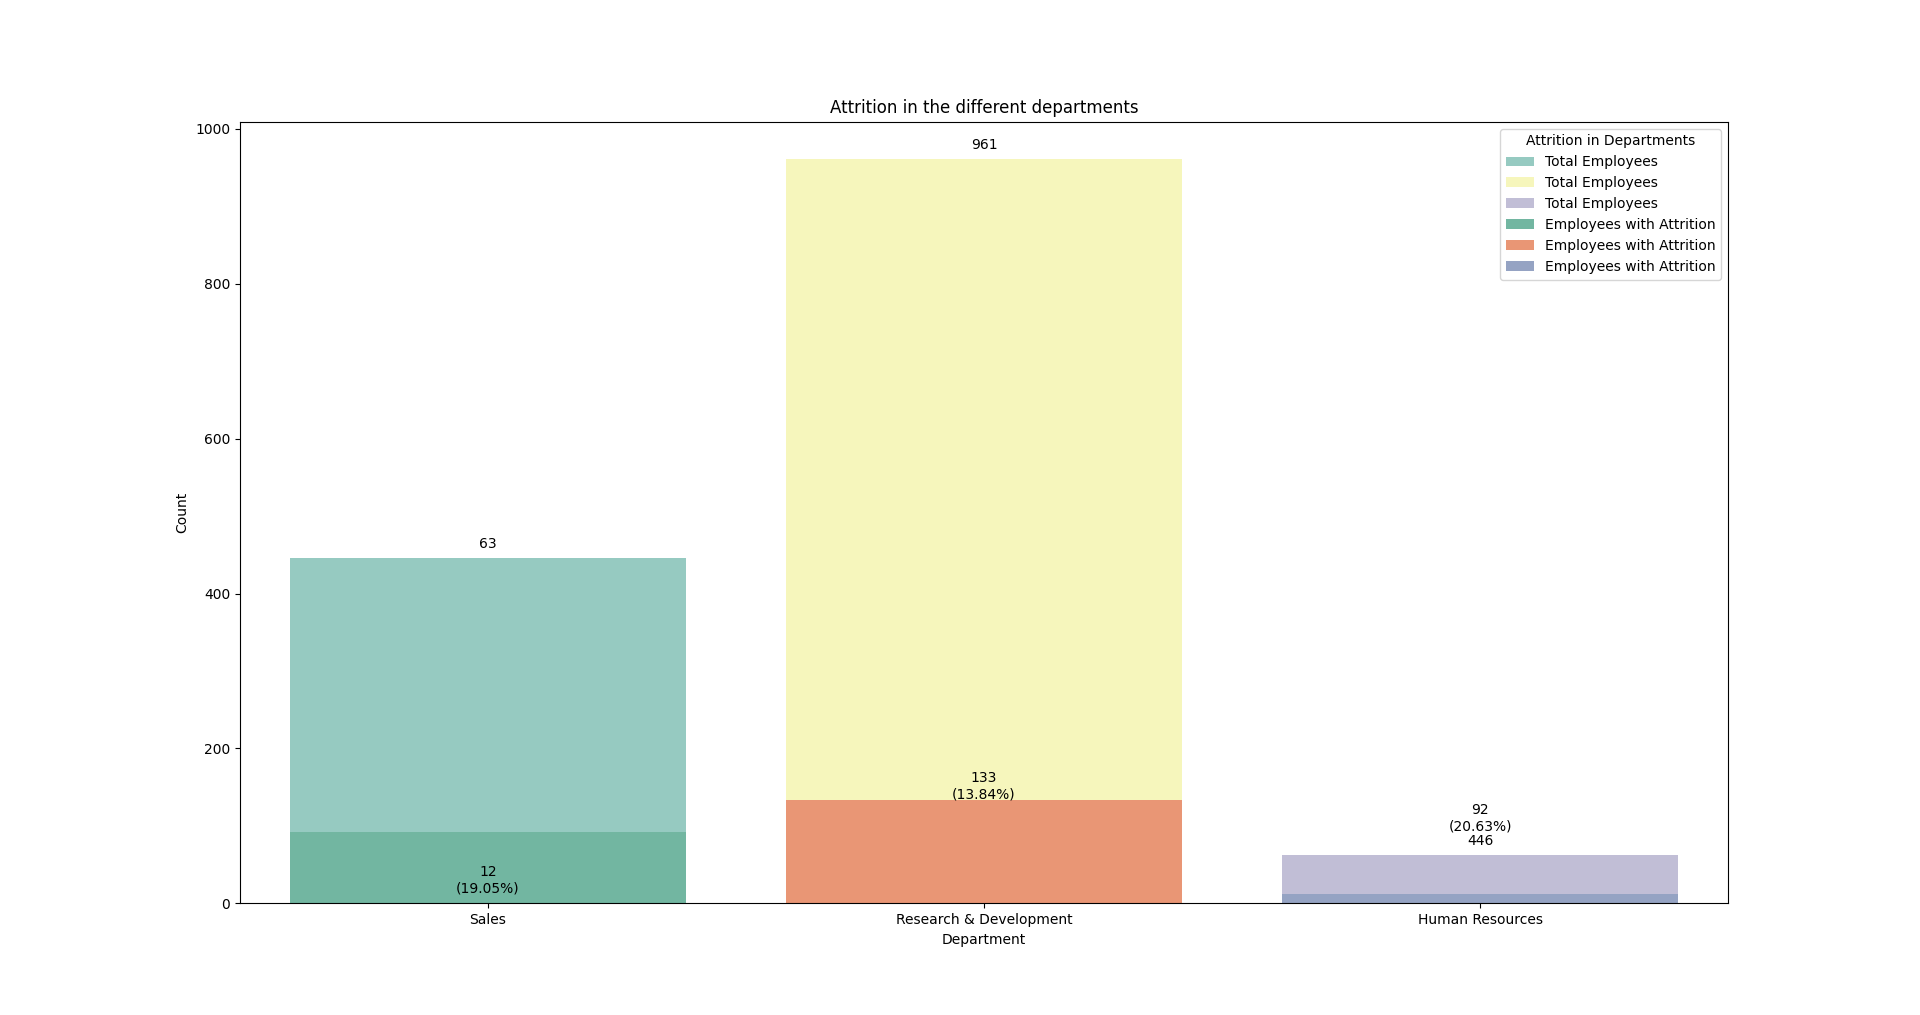 Attrition in the different departments
1000
800
600
400
200
0
Count
961
63
133
(13.84%)
92
(20.63%)
446
12
(19.05%)
Sales
Research & Development
Human Resources
Department
Attrition in Departments
Total Employees
Total Employees
Total Employees
Employees with Attrition
Employees with Attrition
Employees with Attrition